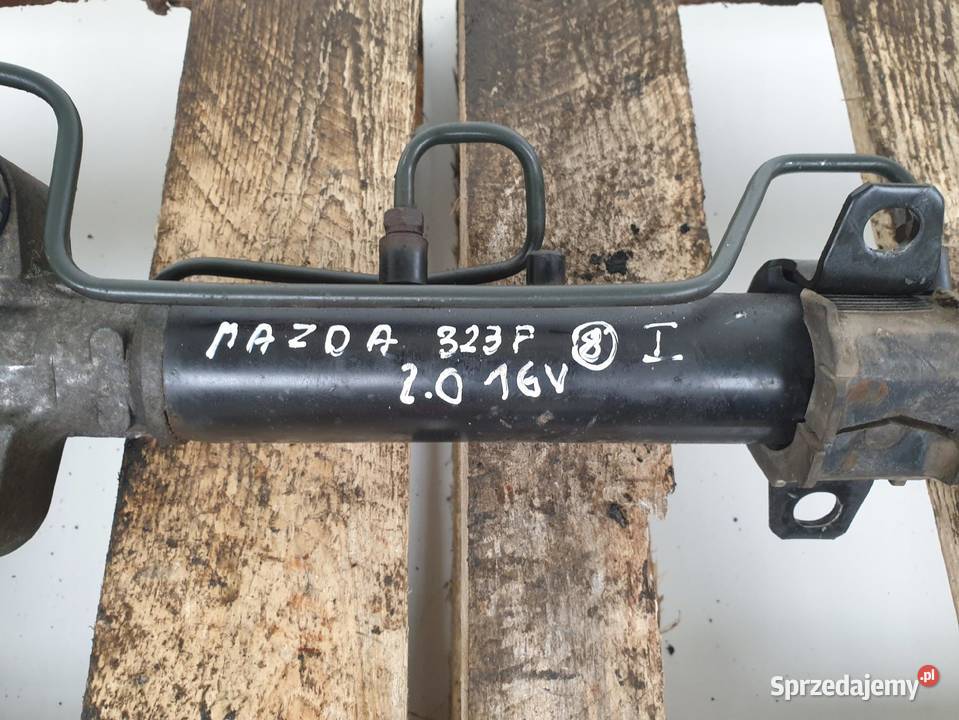 MAZDA 323F 8 I
2.0 16V
Sprzedajemy.pl